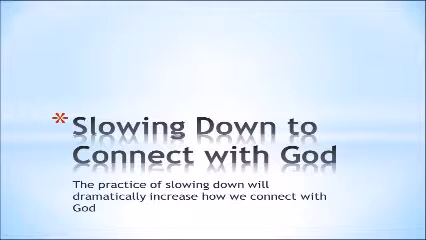 * Slowing Down to
Connect with God
The practice of slowing down will
dramatically increase how we connect with
God